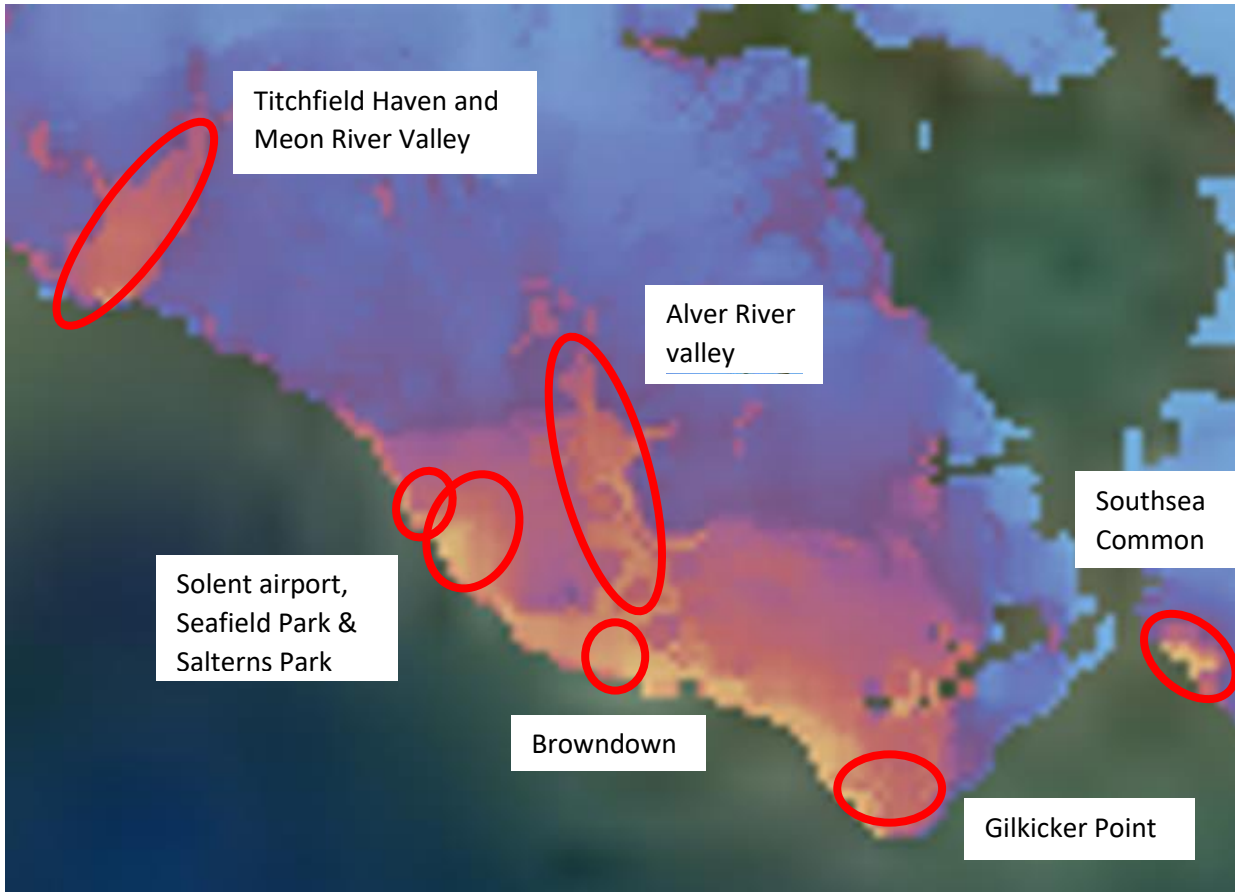 Titchfield Haven and
Meon River Valley
Alver River
valley
Southsea
Common
Solent airport,
Seafield Park &
Salterns Park
Browndown
Gilkicker Point